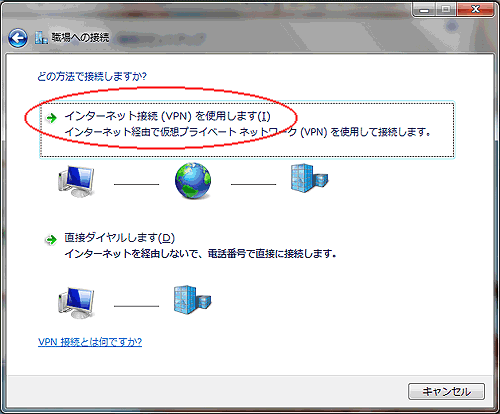 職場への接続
どの方法で接続しますか?
インターネット接続 (VPN) を使用します(I)
インターネット経由で仮想プライベート ネットワーク (VPN) を使用して接続します。
直接ダイヤルします(D)
インターネットを経由しないで、電話番号で直接に接続します。
VPN 接続とは何ですか?
キャンセル